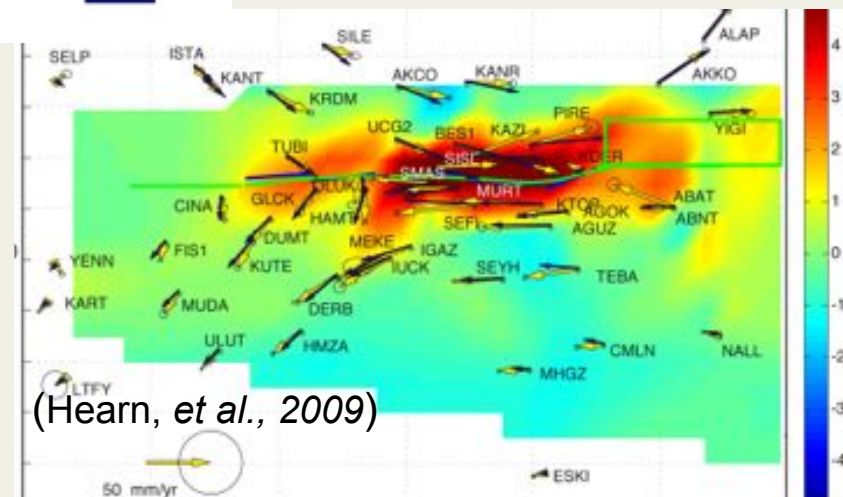 ALAP
SILE
SELP
ISTA
KANT
AKCO
KANR
AKKO
KRDM
PIRE
UCG2
BES1
KAZI
YIGI
TUBI
SISL
KDER
SMAS
GLCK
OLUK
MURT
ABAT
CINA
HAMT
KTOP
AGOK
ABNT
SEFI
AGUZ
DUMT
MEKE
IGAZ
FIS1
YENN
KUTE
IUCK
SEYH
TEBA
KART
MUDA
DERB
ULUT
HMZA
CMLN
NALL
MHGZ
LTFY
(Hearn, et al., 2009)
ESKI
50 mm/yr
4
3
2
1
0
-1
-2
-3
-4